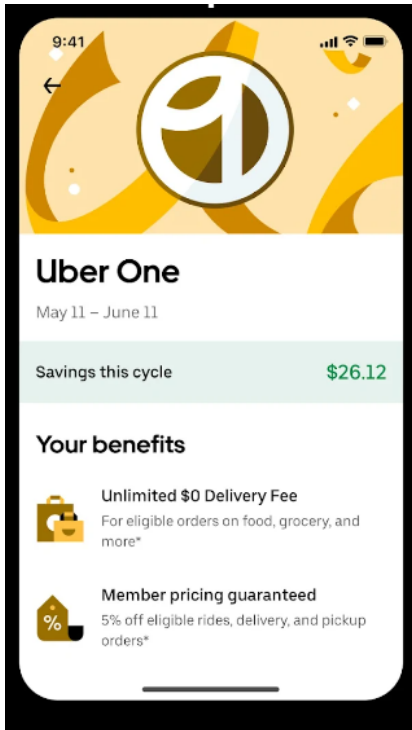 9:41
Uber One
May 11 – June 11
Savings this cycle $26.12
Your benefits
Unlimited $0 Delivery Fee
For eligible orders on food, grocery, and
more*
Member pricing guaranteed
%
5% off eligible rides, delivery, and pickup
orders*